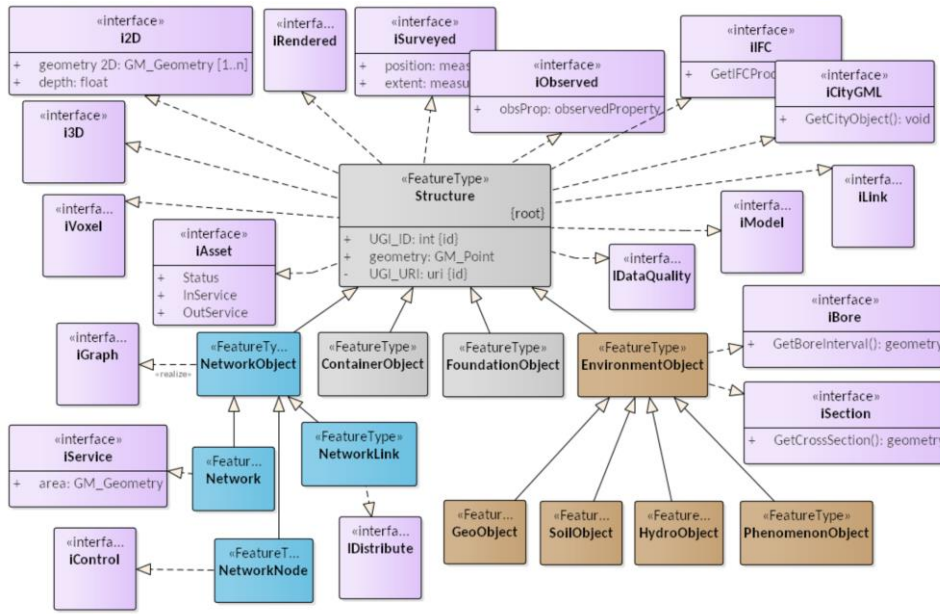 «interface»
i2D
+ geometry 2D: GM_Geometry [1..n]
+ depth: float
«interfa...
iRendered
«interface»
iSurveyed
+ position: meas
+ extent: measu
«interface»
iObserved
+ obsProp: observedProperty
«interface»
iIFC
+ GetIFCProd
«interface»
iCityGML
+ GetCityObject(): void
«interfa...
i3D
«interfa...
iVoxel
«interface»
iAsset
+ Status
+ InService
+ OutService
«FeatureType»
Structure
{root}
+ UGI_ID: int {id}
+ geometry: GM_Point
- UGI_URI: uri {id}
«interfa...
iLink
«interfa...
iModel
«interfa...
IDataQuality
«interfa...
iGraph
«realize»
«FeatureTy...
NetworkObject
«FeatureType»
ContainerObject
«FeatureType»
FoundationObject
«FeatureType»
EnvironmentObject
«interface»
iBore
+ GetBoreInterval(): geometry
«interface»
iSection
+ GetCrossSection(): geometry
«interface»
iService
+ area: GM_Geometry
«Featur...
Network
«FeatureType»
NetworkLink
«interfa...
iControl
«FeatureT...
NetworkNode
«interfa...
IDistribute
«Featur...
GeoObject
«Featur...
SoilObject
«Featur...
HydroObject
«FeatureType»
PhenomenonObject